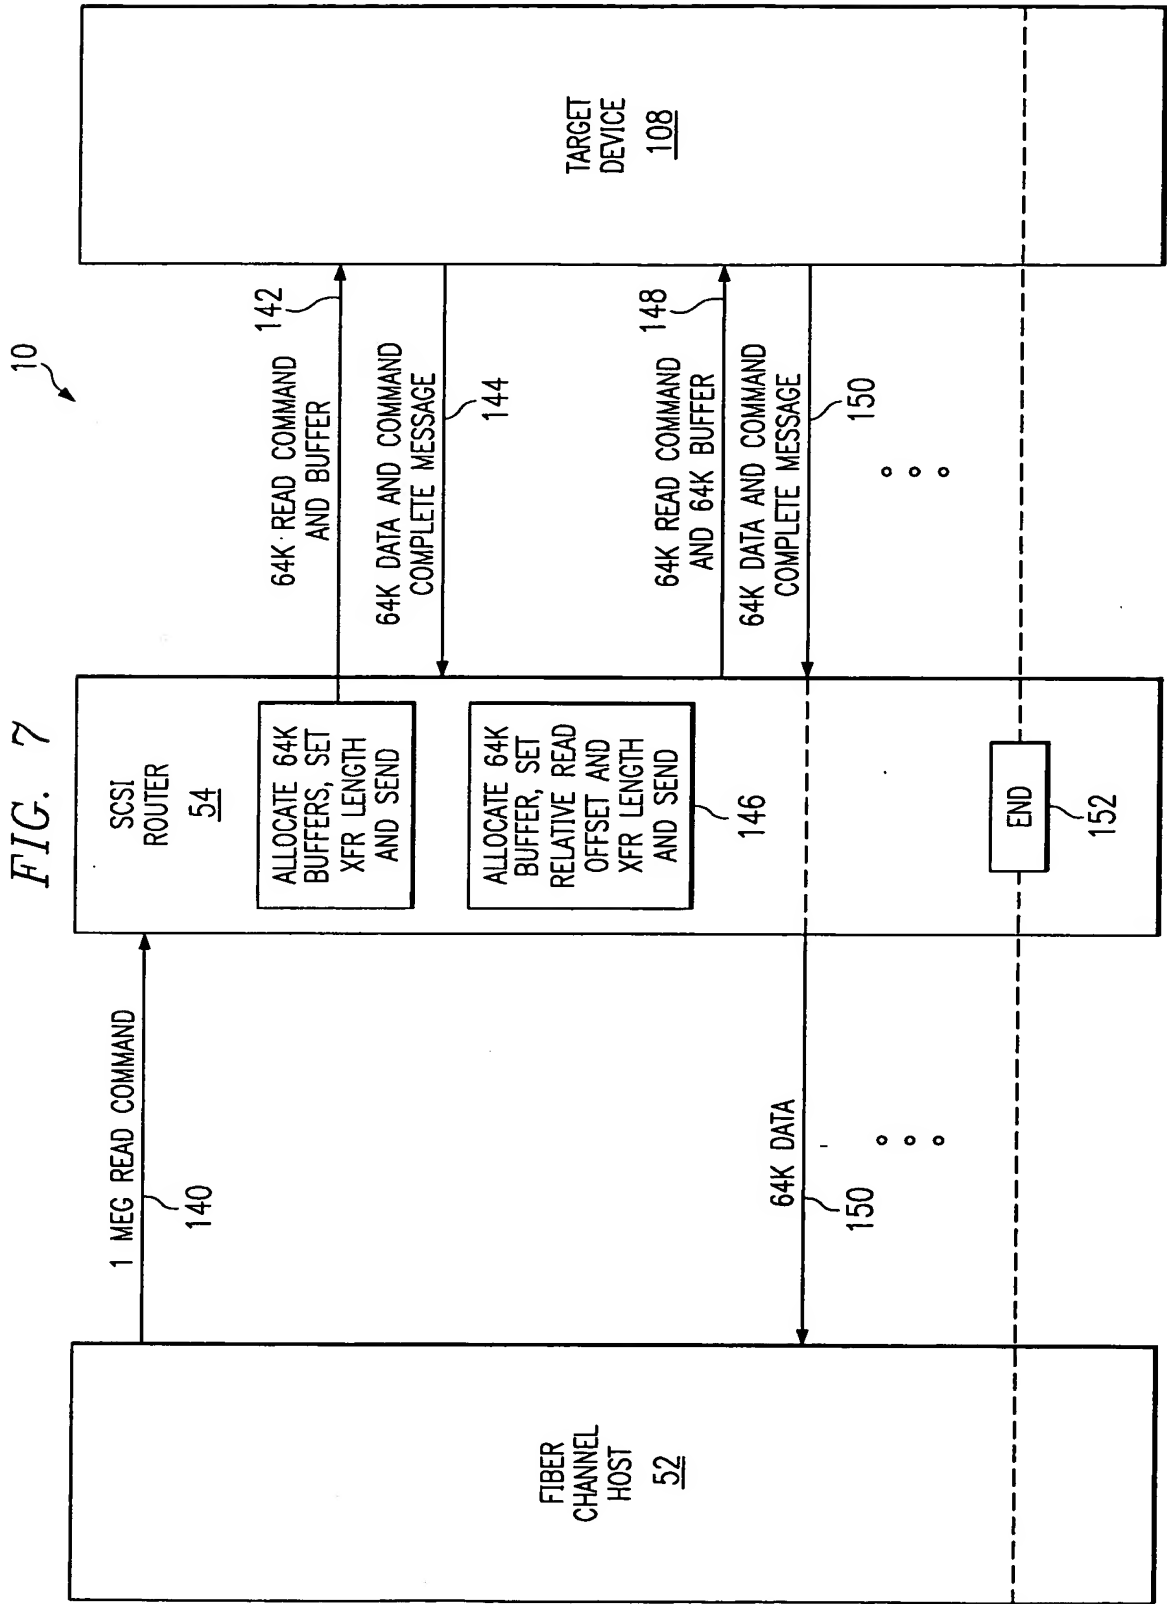 FIG. 7
10
FIBER
CHANNEL
HOST
52
1 MEG READ COMMAND
140
64K DATA
150
SCSI
ROUTER
54
ALLOCATE 64K
BUFFERS, SET
XFR LENGTH
AND SEND
ALLOCATE 64K
BUFFER, SET
RELATIVE READ
OFFSET AND
XFR LENGTH
AND SEND
146
END
152
64K READ COMMAND
AND BUFFER
142
64K DATA AND COMMAND
COMPLETE MESSAGE
144
64K READ COMMAND
AND 64K BUFFER
148
64K DATA AND COMMAND
COMPLETE MESSAGE
150
TARGET
DEVICE
108